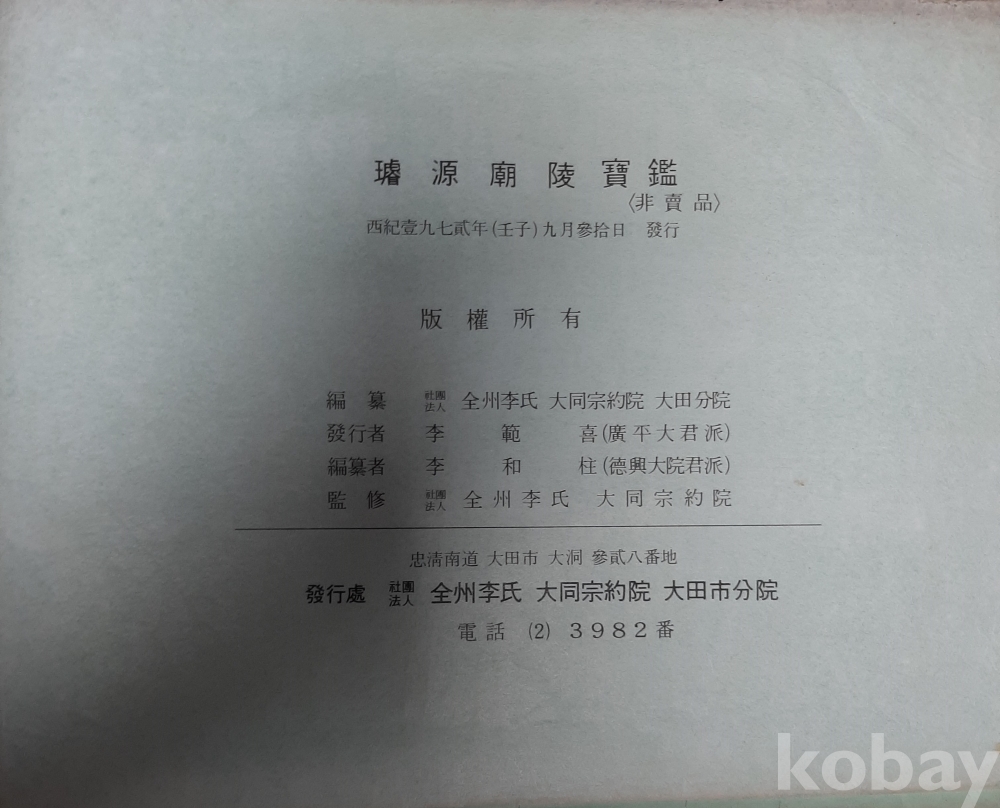 璿源廟陵寶鑑
〈非賣品〉
西紀壹九七貳年(壬子)九月參拾日 發行
版權所有
編纂 社團法人 全州李氏 大同宗約院 大田分院
發行者 李範喜(廣平大君派)
編纂者 李和柱(德興大院君派)
監修 社團法人 全州李氏 大同宗約院
忠淸南道 大田市 大洞 參貳八番地
發行處 社團法人 全州李氏 大同宗約院 大田市分院
電話 (2) 3982番
kobay